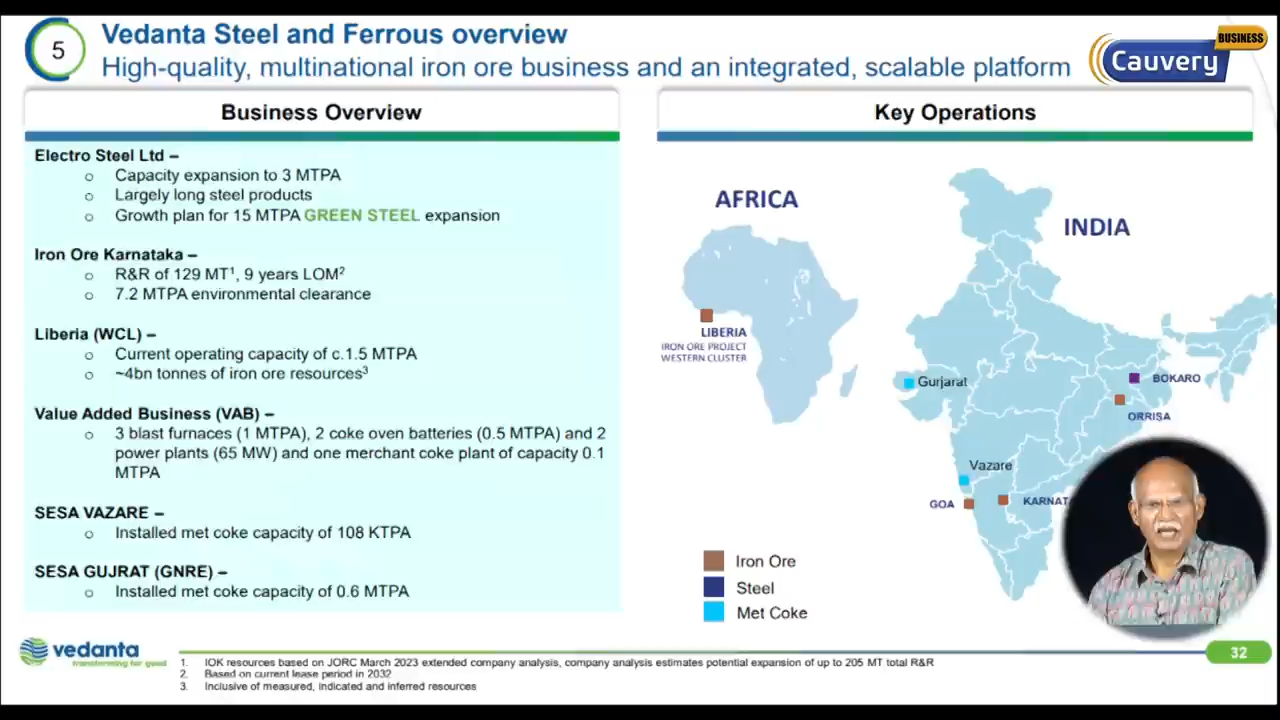 5
Vedanta Steel and Ferrous overview
High-quality, multinational iron ore business and an integrated, scalable platform
BUSINESS
Cauvery
Business Overview
Electro Steel Ltd –
o Capacity expansion to 3 MTPA
o Largely long steel products
o Growth plan for 15 MTPA GREEN STEEL expansion
Iron Ore Karnataka –
o R&R of 129 MT¹, 9 years LOM²
o 7.2 MTPA environmental clearance
Liberia (WCL) –
o Current operating capacity of c.1.5 MTPA
o ~4bn tonnes of iron ore resources³
Value Added Business (VAB) –
o 3 blast furnaces (1 MTPA), 2 coke oven batteries (0.5 MTPA) and 2
power plants (65 MW) and one merchant coke plant of capacity 0.1
MTPA
SESA VAZARE –
o Installed met coke capacity of 108 KTPA
SESA GUJRAT (GNRE) –
o Installed met coke capacity of 0.6 MTPA
Key Operations
AFRICA
INDIA
LIBERIA
IRON ORE PROJECT
WESTERN CLUSTER
Gurjarat
BOKARO
ORRISA
Vazare
GOA
KARNAT
Iron Ore
Steel
Met Coke
vedanta
transforming for good
1. IOK resources based on JORC March 2023 extended company analysis, company analysis estimates potential expansion of up to 205 MT total R&R
2. Based on current lease period in 2032
3. Inclusive of measured, indicated and inferred resources
32